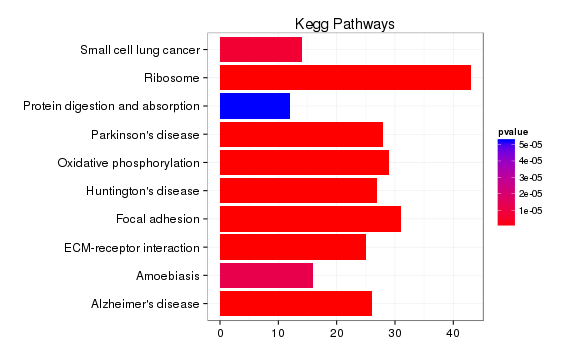 Kegg Pathways
Small cell lung cancer
Ribosome
Protein digestion and absorption
Parkinson's disease
Oxidative phosphorylation
Huntington's disease
Focal adhesion
ECM-receptor interaction
Amoebiasis
Alzheimer's disease
0 10 20 30 40
pvalue
5e-05
4e-05
3e-05
2e-05
1e-05